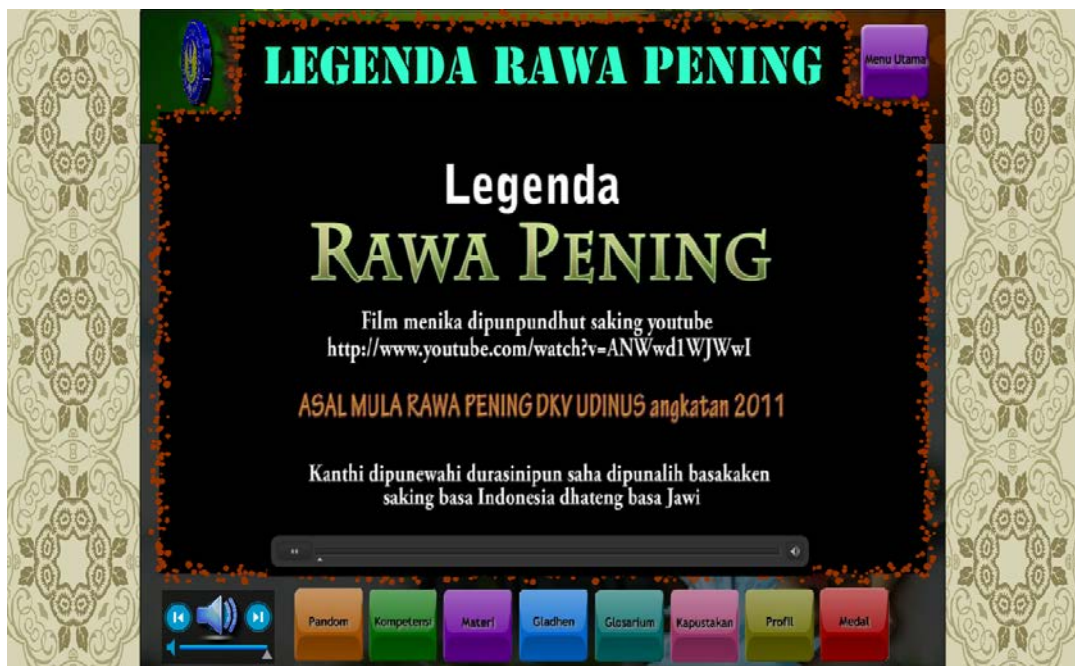 LEGENDA RAWA PENING
Menu Utama
Legenda
RAWA PENING
Film menika dipunpundhut saking youtube
http://www.youtube.com/watch?v=ANWwd1WJWwI
ASAL MULA RAWA PENING DKV UDINUS angkatan 2011
Kanthi dipunewahi durasinipun saha dipunalih basakaken
saking basa Indonesia dhateng basa Jawi
Pandom Kompetensi Materi Gladhen Glosarium Kapustakan Profil Medal